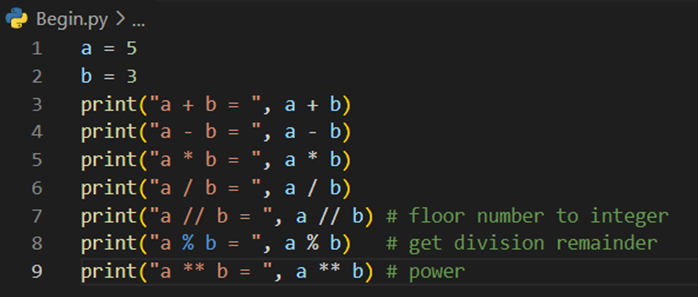 Begin.py > ...
1 a = 5
2 b = 3
3 print("a + b = ", a + b)
4 print("a - b = ", a - b)
5 print("a * b = ", a * b)
6 print("a / b = ", a / b)
7 print("a // b = ", a // b) # floor number to integer
8 print("a % b = ", a % b)   # get division remainder
9 print("a ** b = ", a ** b) # power